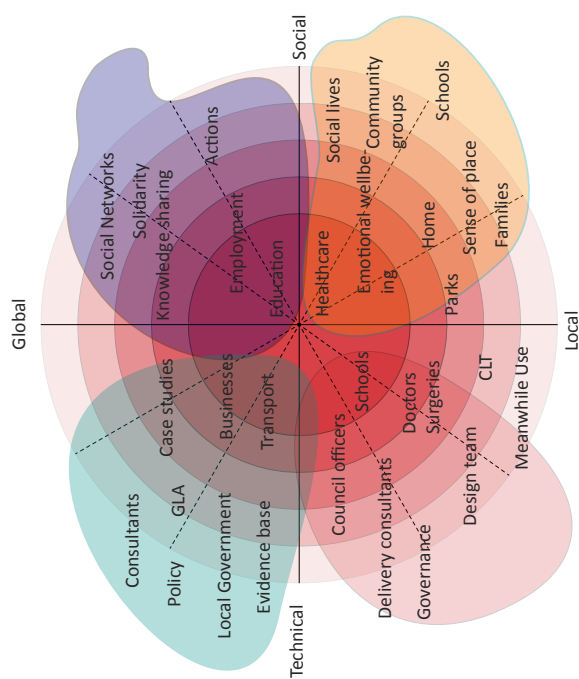 Global
Consultants
Case studies
Policy
GLA
Local Government
Businesses
Evidence base
Transport
Social Networks
Solidarity
Knowledge sharing
Actions
Employment
Education
Technical
Social
Council officers
Schools
Delivery consultants
Doctors
Surgeries
Governance
Design team
CLT
Meanwhile Use
Healthcare
Social lives
Emotional wellbe-
ing
Community
groups
Home
Schools
Parks
Sense of place
Families
Local